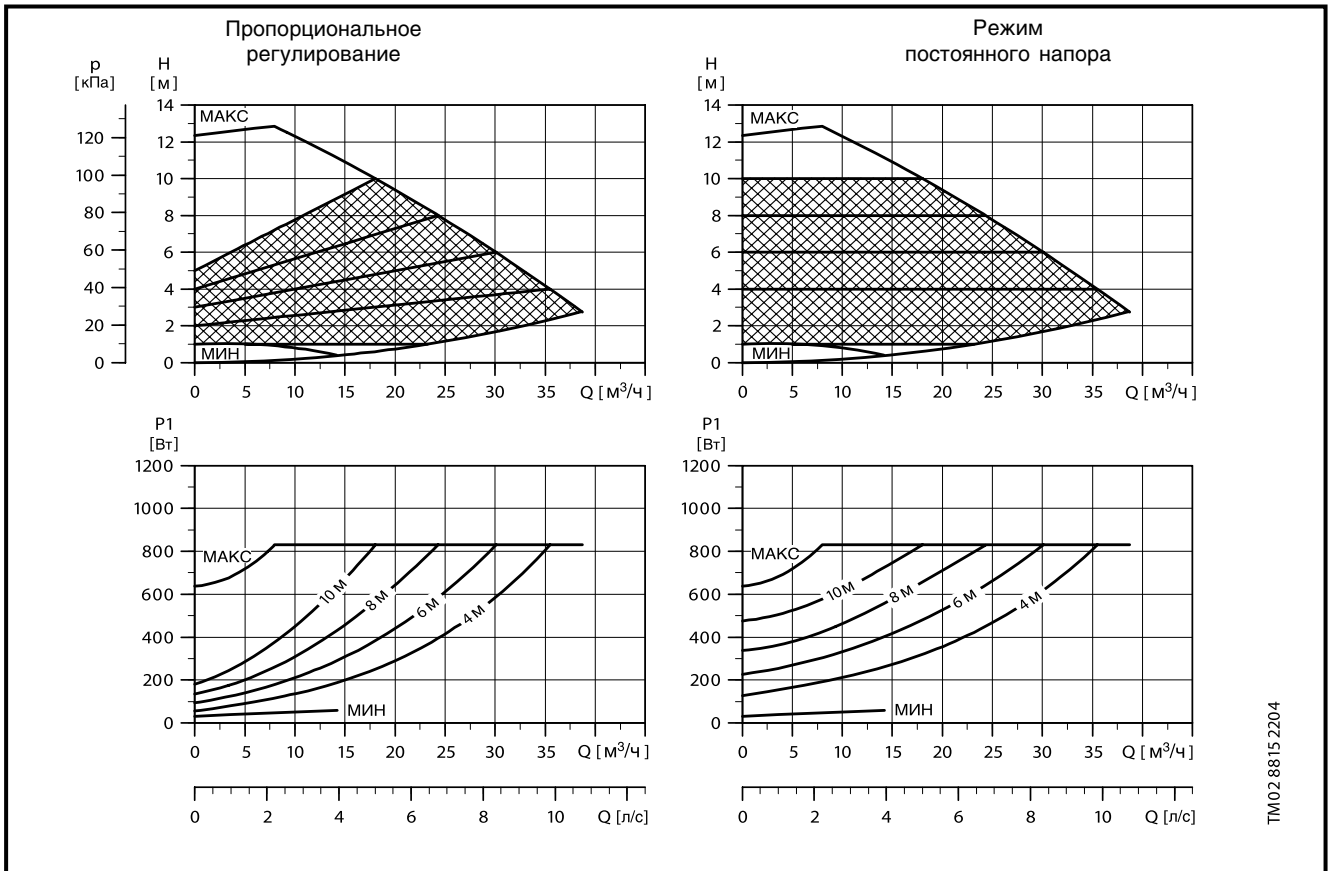 Пропорциональное
регулирование
Режим
постоянного напора
p
[кПа]
H
[м]
120
100
80
60
40
20
0
14
12
10
8
6
4
2
0
МАКС
МИН
0 5 10 15 20 25 30 35 Q [м³/ч]
H
[м]
14
12
10
8
6
4
2
0
МАКС
МИН
0 5 10 15 20 25 30 35 Q [м³/ч]
P1
[Вт]
1200
1000
800
600
400
200
0
МАКС
10 м
8 м
6 м
4 м
МИН
0 5 10 15 20 25 30 35 Q [м³/ч]
0 2 4 6 8 10 Q [л/с]
P1
[Вт]
1200
1000
800
600
400
200
0
МАКС
10 м
8 м
6 м
4 м
МИН
0 5 10 15 20 25 30 35 Q [м³/ч]
0 2 4 6 8 10 Q [л/с]
TM02 8815 2204